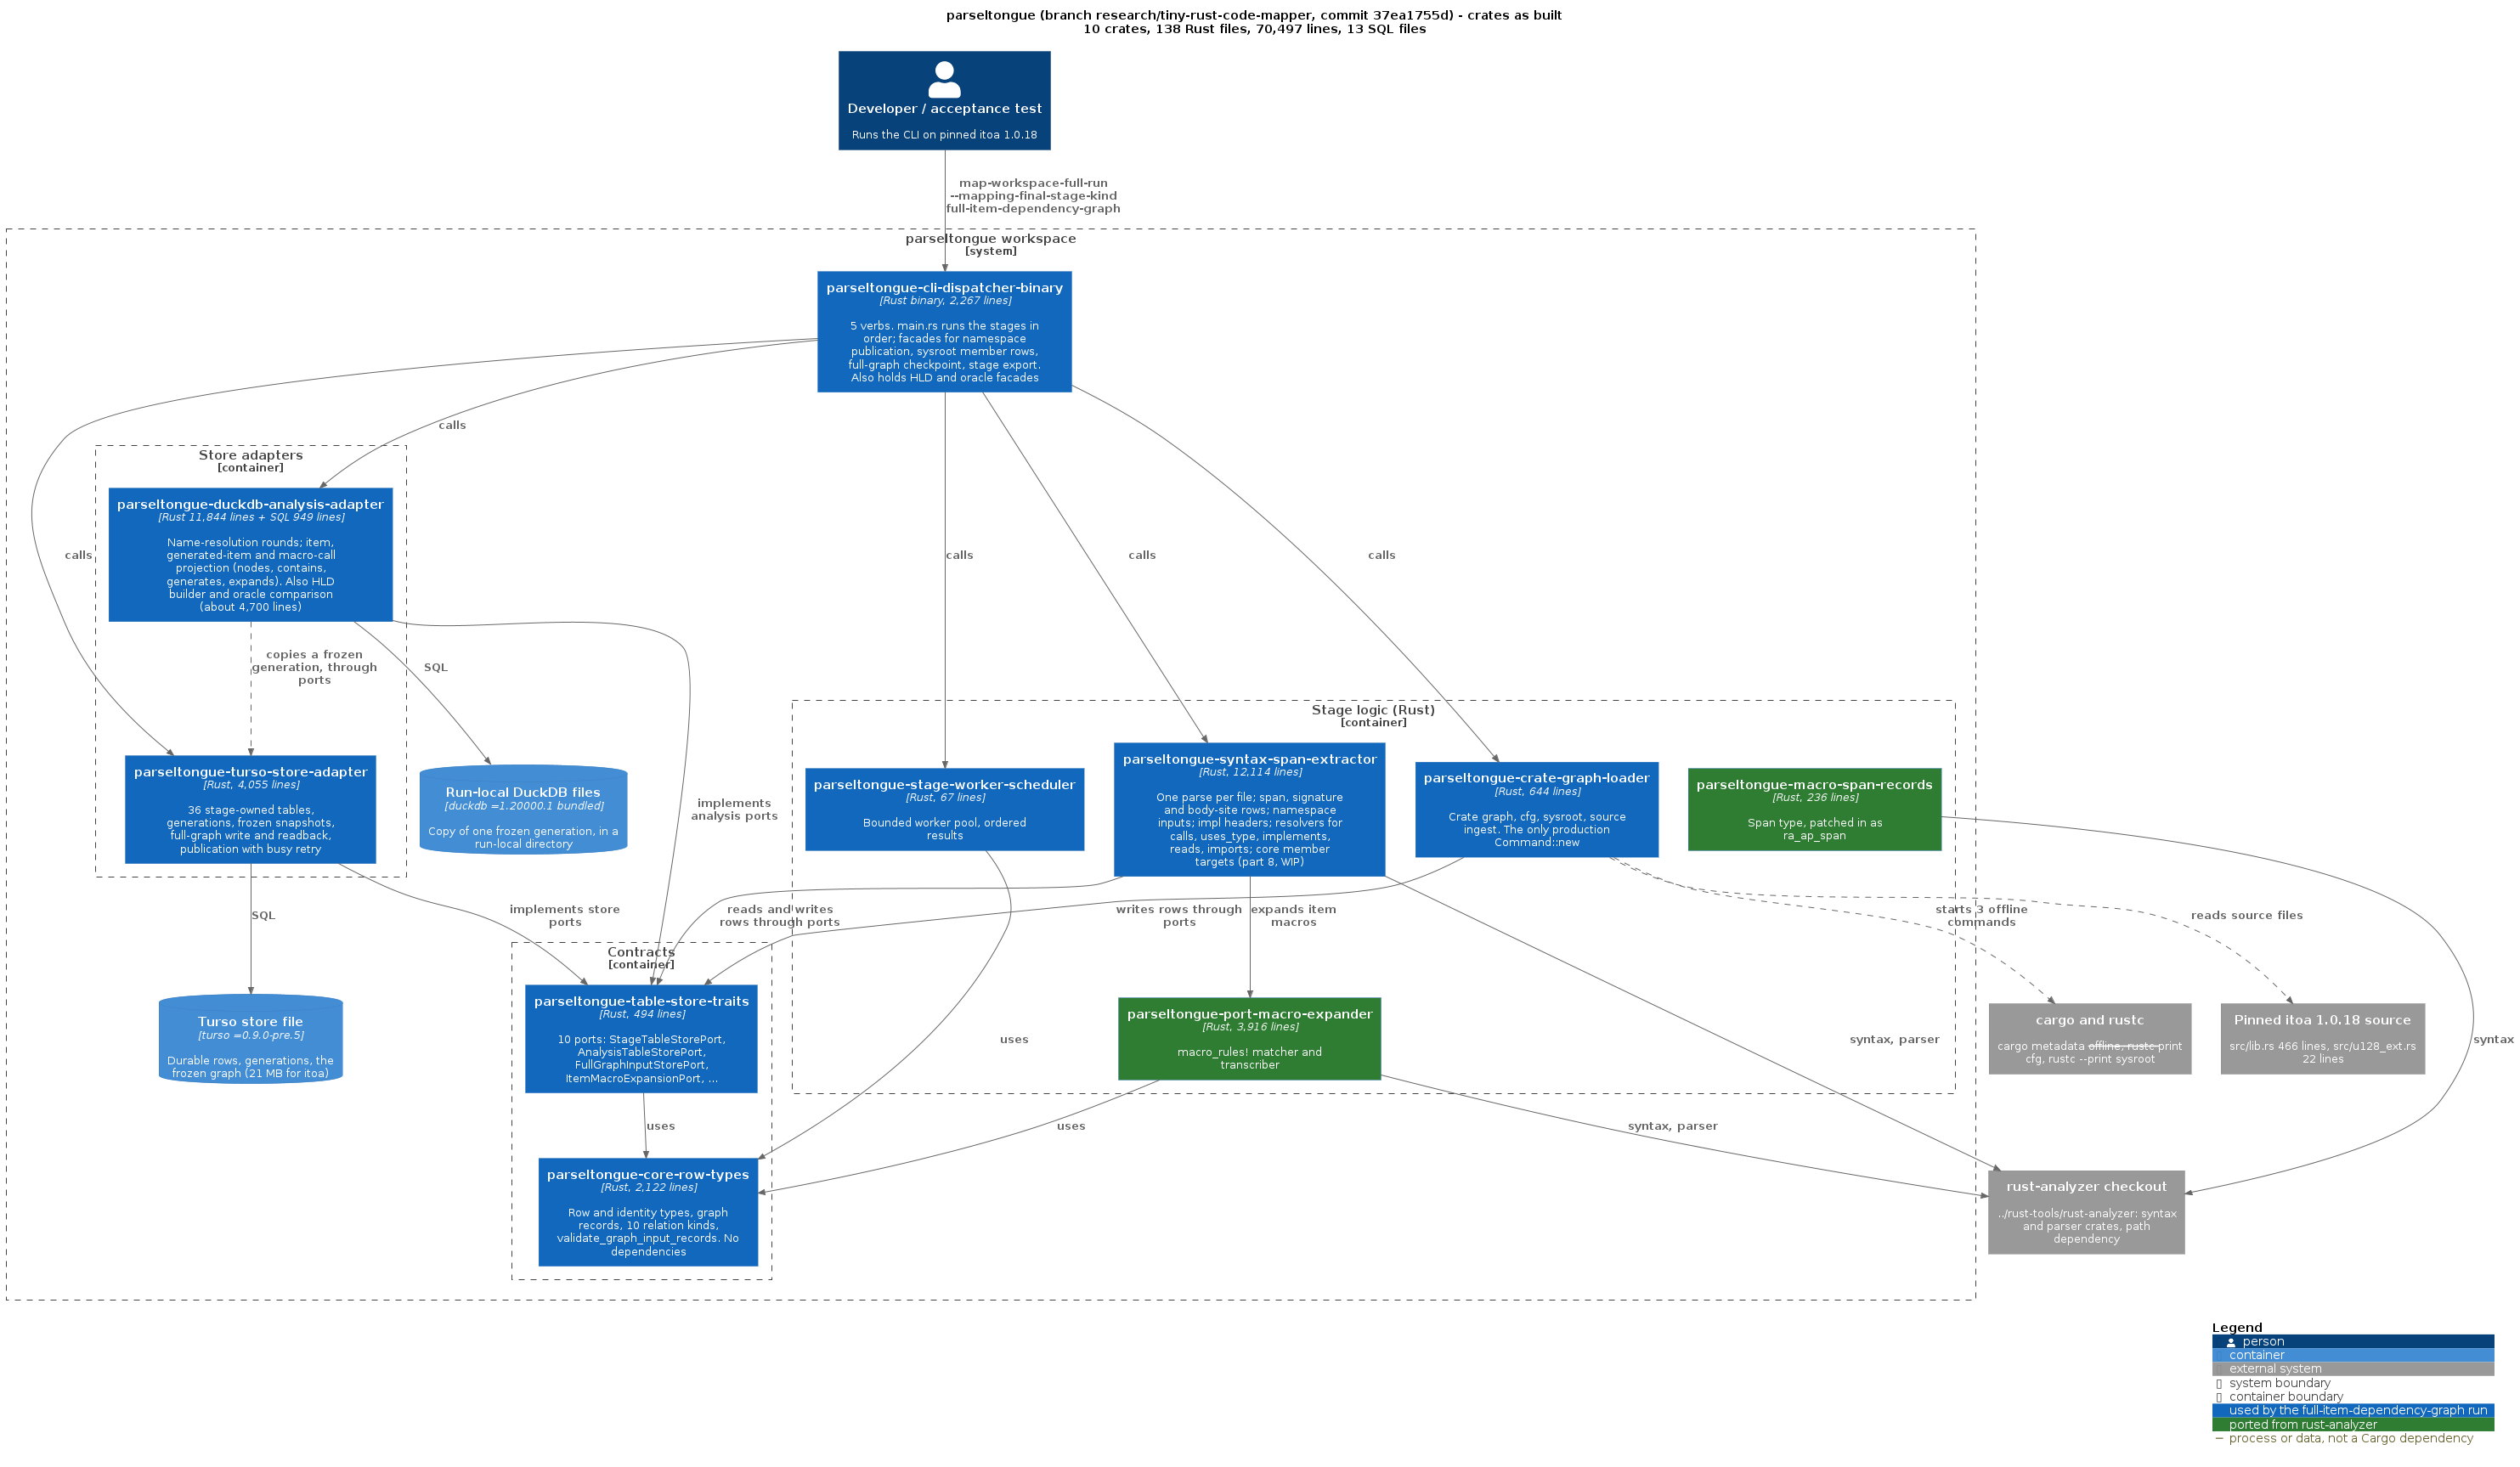 parseltongue (branch research/tiny-rust-code-mapper, commit 37ea1755d) - crates as built
10 crates, 138 Rust files, 70,497 lines, 13 SQL files
Developer / acceptance test
Runs the CLI on pinned itoa 1.0.18
map-workspace-full-run
--mapping-final-stage-kind
full-item-dependency-graph
parseltongue workspace
[system]
parseltongue-cli-dispatcher-binary
[Rust binary, 2,267 lines]
5 verbs. main.rs runs the stages in
order; facades for namespace
publication, sysroot member rows,
full-graph checkpoint, stage export.
Also holds HLD and oracle facades
calls
calls
calls
calls
calls
Store adapters
[container]
parseltongue-duckdb-analysis-adapter
[Rust 11,844 lines + SQL 949 lines]
Name-resolution rounds; item,
generated-item and macro-call
projection (nodes, contains,
generates, expands). Also HLD
builder and oracle comparison
(about 4,700 lines)
copies a frozen
generation, through
ports
SQL
implements
analysis ports
parseltongue-turso-store-adapter
[Rust, 4,055 lines]
36 stage-owned tables,
generations, frozen snapshots,
full-graph write and readback,
publication with busy retry
Run-local DuckDB files
[duckdb =1.20000.1 bundled]
Copy of one frozen generation, in a
run-local directory
Stage logic (Rust)
[container]
parseltongue-stage-worker-scheduler
[Rust, 67 lines]
Bounded worker pool, ordered
results
parseltongue-syntax-span-extractor
[Rust, 12,114 lines]
One parse per file; span, signature
and body-site rows; namespace
inputs; impl headers; resolvers for
calls, uses_type, implements,
reads, imports; core member
targets (part 8, WIP)
parseltongue-crate-graph-loader
[Rust, 644 lines]
Crate graph, cfg, sysroot, source
ingest. The only production
Command::new
parseltongue-macro-span-records
[Rust, 236 lines]
Span type, patched in as
ra_ap_span
SQL
implements store
ports
reads and writes
rows through ports
writes rows through
ports
expands item
macros
starts 3 offline
commands
reads source files
Contracts
[container]
parseltongue-table-store-traits
[Rust, 494 lines]
10 ports: StageTableStorePort,
AnalysisTableStorePort,
FullGraphInputStorePort,
ItemMacroExpansionPort, ...
Turso store file
[turso =0.9.0-pre.5]
Durable rows, generations, the
frozen graph (21 MB for itoa)
parseltongue-port-macro-expander
[Rust, 3,916 lines]
macro_rules! matcher and
transcriber
cargo and rustc
cargo metadata offline, rustc print
cfg, rustc --print sysroot
Pinned itoa 1.0.18 source
src/lib.rs 466 lines, src/u128_ext.rs
22 lines
uses
syntax, parser
syntax
uses
uses
syntax, parser
parseltongue-core-row-types
[Rust, 2,122 lines]
Row and identity types, graph
records, 10 relation kinds,
validate_graph_input_records. No
dependencies
rust-analyzer checkout
../rust-tools/rust-analyzer: syntax
and parser crates, path
dependency
Legend
person
container
external system
system boundary
container boundary
used by the full-item-dependency-graph run
ported from rust-analyzer
process or data, not a Cargo dependency